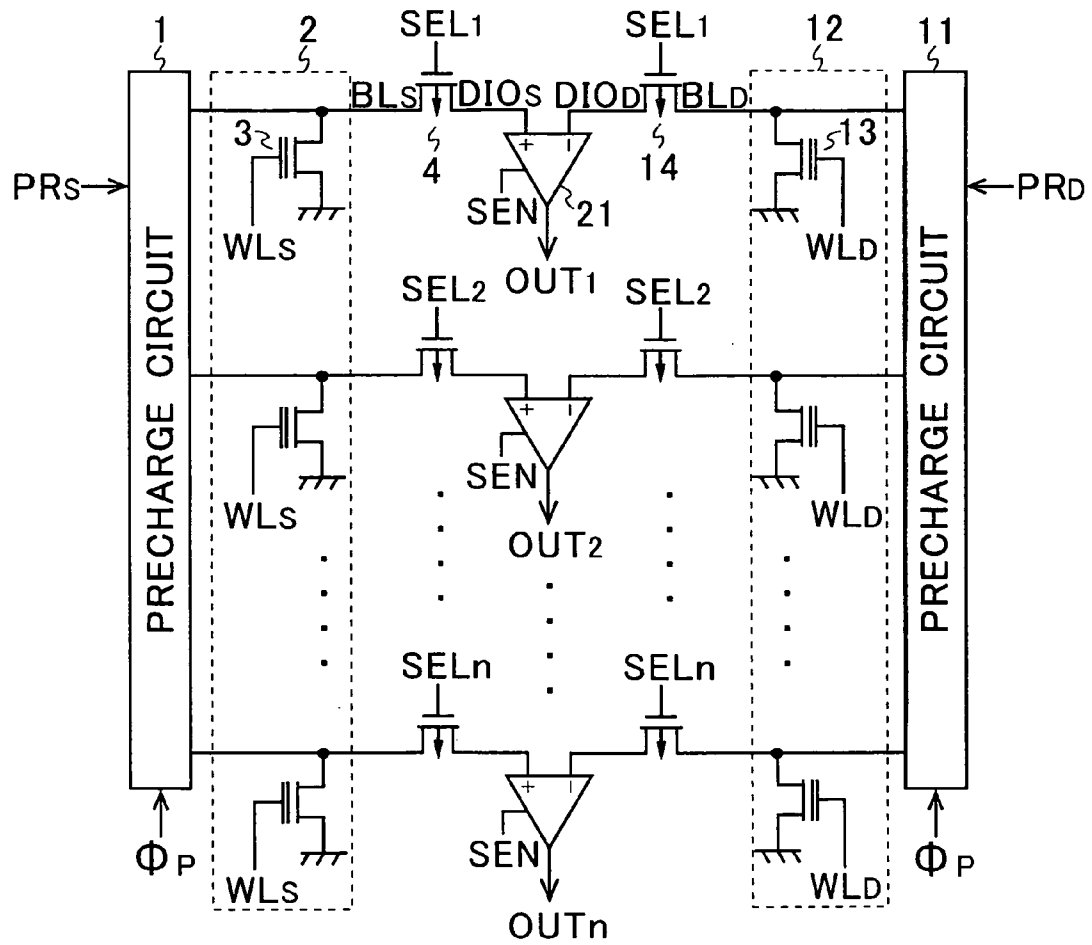 1 2 SEL1 SEL1 12 11
BLS DIOS DIOD BLD
3 + − 13
4 14
PRS PRD
SEN 21
WLS WLD
OUT1
SEL2 SEL2
PRECHARGE CIRCUIT
PRECHARGE CIRCUIT
+ −
SEN
WLS WLD
OUT2
SELn SELn
+ −
SEN
ΦP ΦP
WLS WLD
OUTn